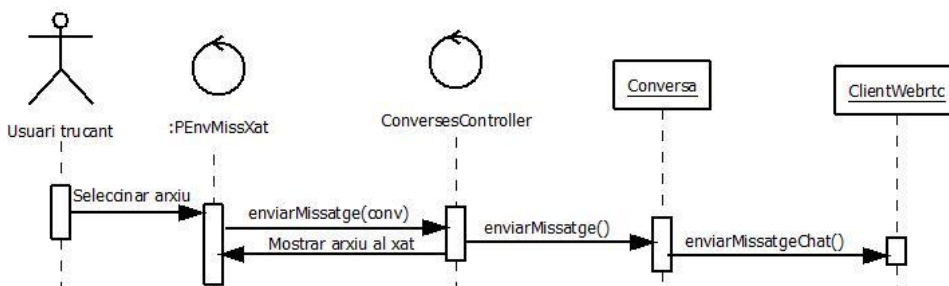 Usuari trucant
:PEnvMissXat
ConversesController
Conversa
ClientWebrtc
Seleccinar arxiu
enviarMissatge(conv)
Mostrar arxiu al xat
enviarMissatge()
enviarMissatgeChat()